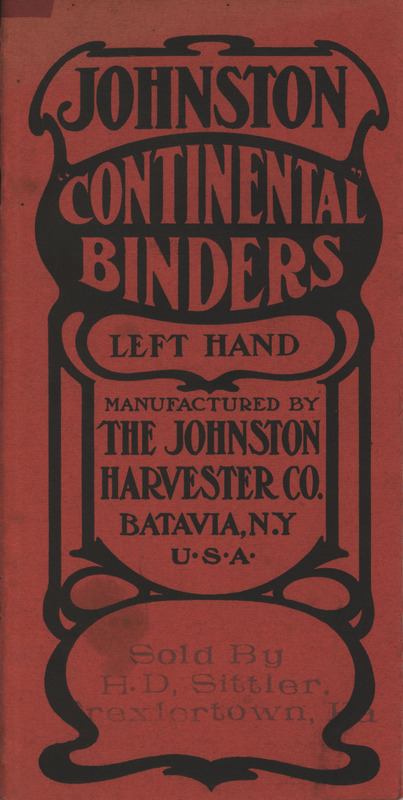 JOHNSTON
"CONTINENTAL"
BINDERS
LEFT HAND
MANUFACTURED BY
THE JOHNSTON
HARVESTER CO.
BATAVIA, N.Y
U·S·A·
Sold By
H.D, Sittler.